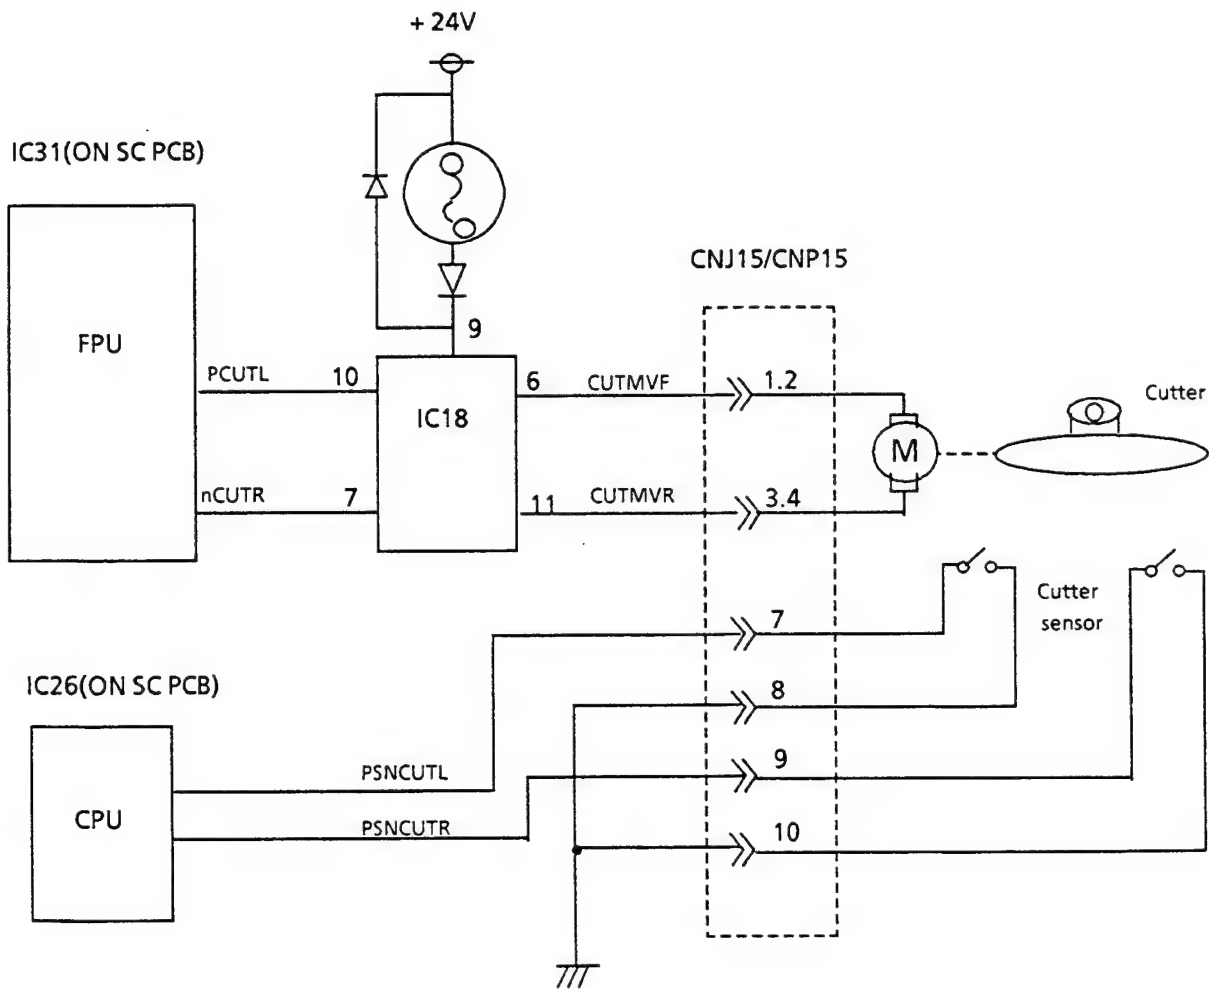 + 24V
IC31(ON SC PCB)
CNJ15/CNP15
9
FPU
PCUTL
10
6
CUTMVF
1.2
Cutter
IC18
M
nCUTR
7
11
CUTMVR
3.4
Cutter
sensor
7
IC26(ON SC PCB)
8
PSNCUTL
9
CPU
PSNCUTR
10